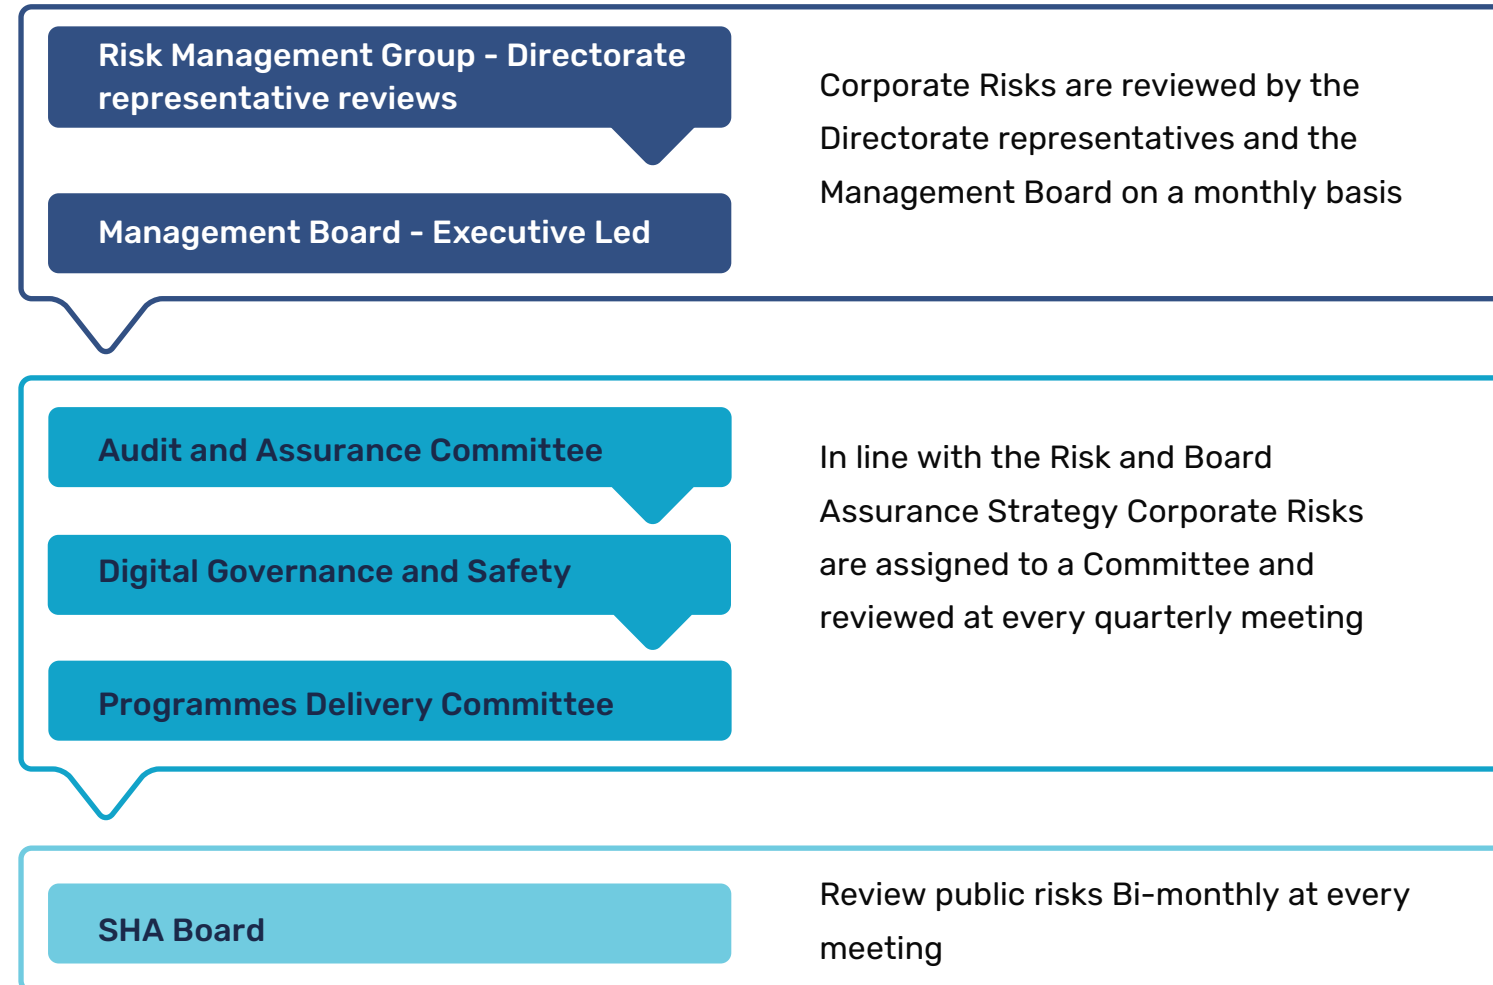 Risk Management Group - Directorate
representative reviews
Corporate Risks are reviewed by the
Directorate representatives and the
Management Board on a monthly basis
Management Board - Executive Led
Audit and Assurance Committee
Digital Governance and Safety
Programmes Delivery Committee
In line with the Risk and Board
Assurance Strategy Corporate Risks
are assigned to a Committee and
reviewed at every quarterly meeting
SHA Board
Review public risks Bi-monthly at every
meeting